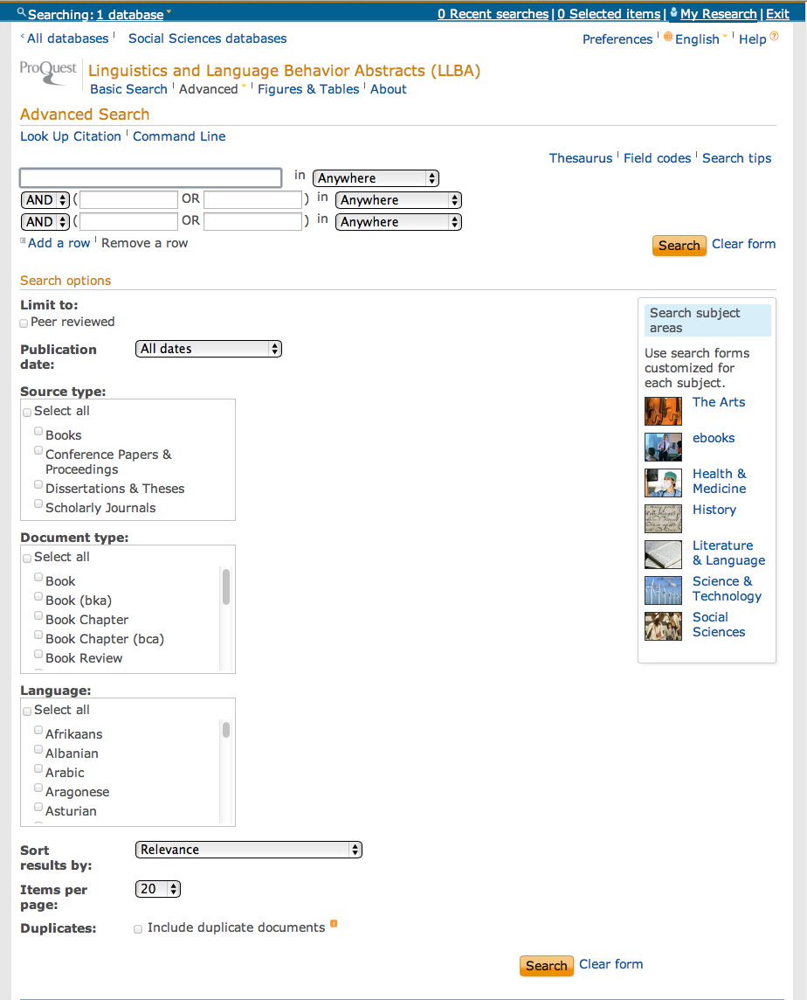 Searching: 1 database
0 Recent searches | 0 Selected items | My Research | Exit
All databases Social Sciences databases
Preferences English Help ?
ProQuest
Linguistics and Language Behavior Abstracts (LLBA)
Basic Search Advanced Figures & Tables About
Advanced Search
Look Up Citation Command Line
Thesaurus Field codes Search tips
in Anywhere
AND ( OR ) in Anywhere
AND ( OR ) in Anywhere
Add a row Remove a row
Search Clear form
Search options
Limit to:
Peer reviewed
Publication
date:
All dates
Source type:
Select all
Books
Conference Papers &
Proceedings
Dissertations & Theses
Scholarly Journals
Document type:
Select all
Book
Book (bka)
Book Chapter
Book Chapter (bca)
Book Review
Language:
Select all
Afrikaans
Albanian
Arabic
Aragonese
Asturian
Sort
results by:
Relevance
Items per
page:
20
Duplicates:
Include duplicate documents i
Search Clear form
Search subject
areas
Use search forms
customized for
each subject.
The Arts
ebooks
Health &
Medicine
History
Literature
& Language
Science &
Technology
Social
Sciences